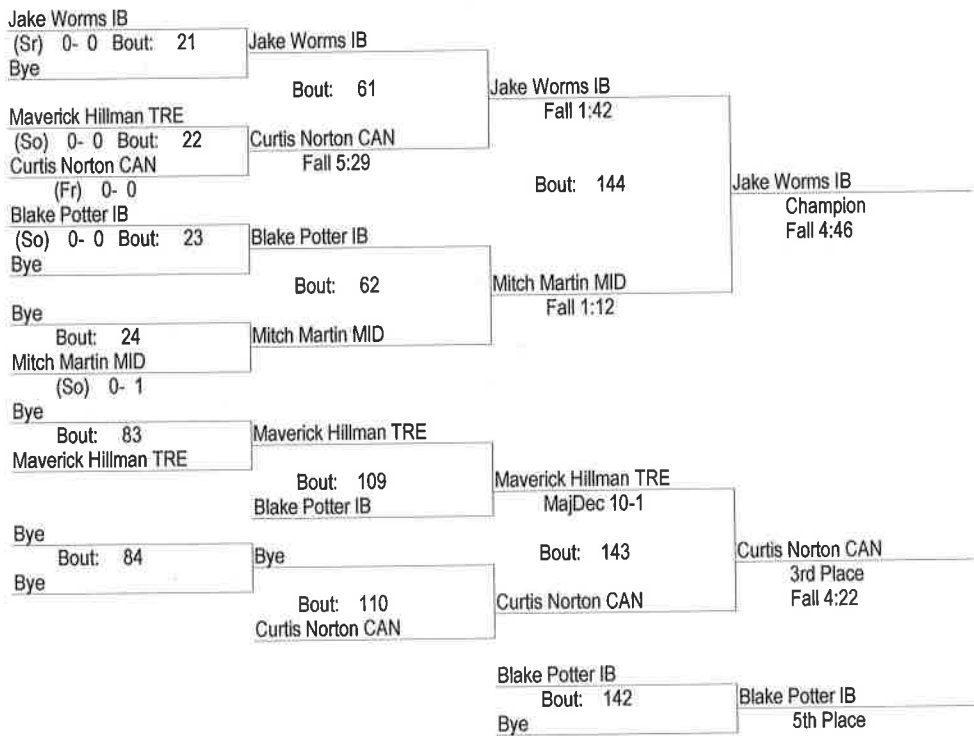 Jake Worms IB
(Sr) 0- 0 Bout: 21
Bye
Jake Worms IB
Bout: 61
Maverick Hillman TRE
(So) 0- 0 Bout: 22
Curtis Norton CAN
(Fr) 0- 0
Curtis Norton CAN
Fall 5:29
Jake Worms IB
Fall 1:42
Bout: 144
Blake Potter IB
(So) 0- 0 Bout: 23
Bye
Blake Potter IB
Bout: 62
Bye
Bout: 24
Mitch Martin MID
(So) 0- 1
Mitch Martin MID
Mitch Martin MID
Fall 1:12
Jake Worms IB
Champion
Fall 4:46
Bye
Bout: 83
Maverick Hillman TRE
Maverick Hillman TRE
Bout: 109
Blake Potter IB
Maverick Hillman TRE
MajDec 10-1
Bout: 143
Bye
Bout: 84
Bye
Bye
Bout: 110
Curtis Norton CAN
Curtis Norton CAN
Curtis Norton CAN
3rd Place
Fall 4:22
Blake Potter IB
Bout: 142
Bye
Blake Potter IB
5th Place